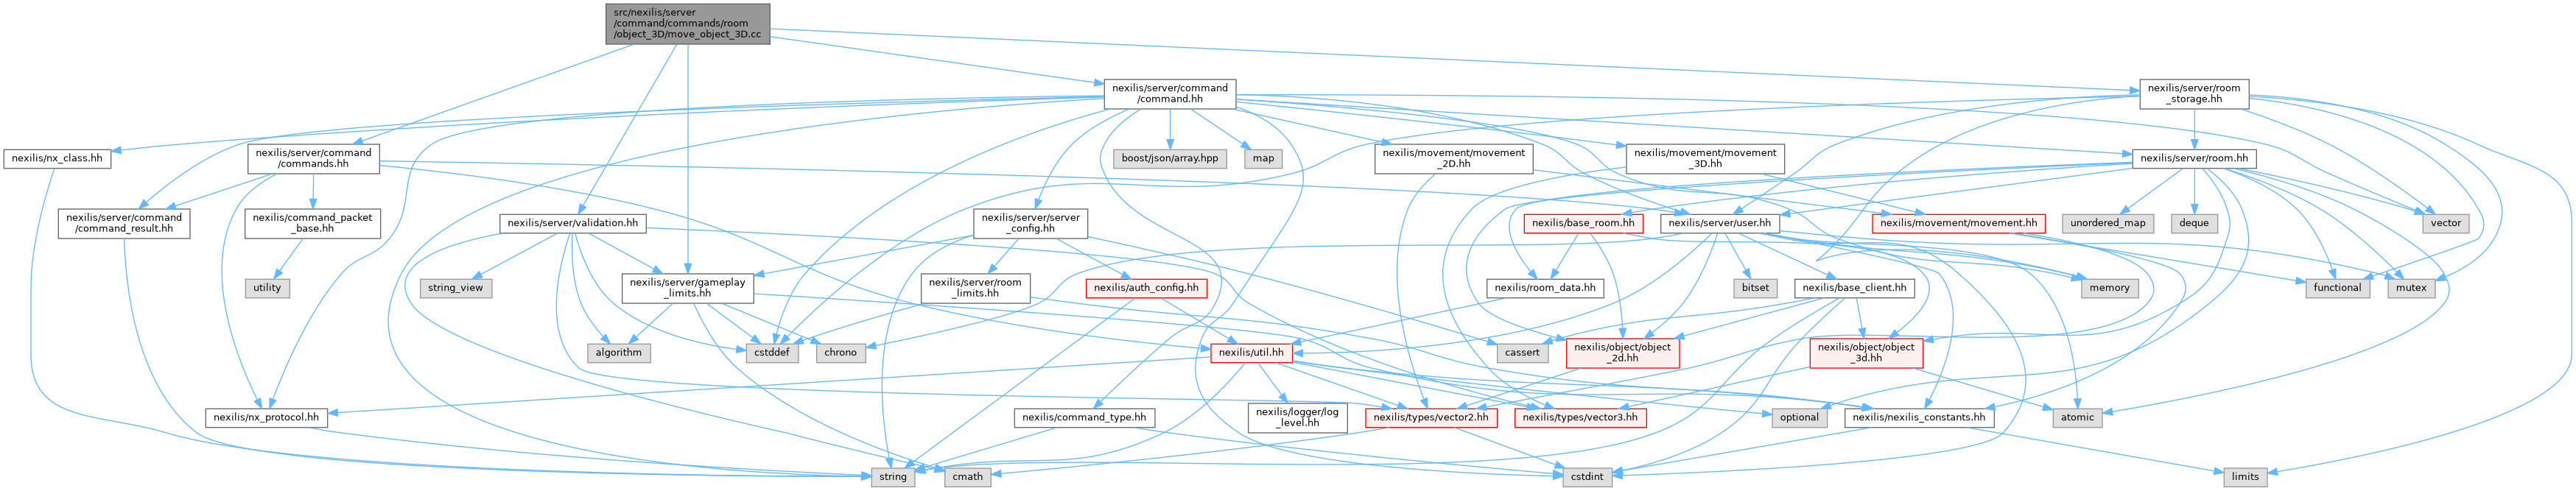 src/nexilis/server
/command/commands/room
/object_3D/move_object_3D.cc
nexilis/server/command
/command.hh
nexilis/server/room
_storage.hh
nexilis/nx_class.hh
nexilis/server/command
/commands.hh
boost/json/array.hpp
map
nexilis/movement/movement
_2D.hh
nexilis/movement/movement
_3D.hh
nexilis/server/room.hh
nexilis/server/command
/command_result.hh
nexilis/command_packet
_base.hh
nexilis/server/validation.hh
nexilis/server/server
_config.hh
nexilis/base_room.hh
nexilis/server/user.hh
nexilis/movement/movement.hh
unordered_map
deque
vector
utility
string_view
nexilis/server/gameplay
_limits.hh
nexilis/server/room
_limits.hh
nexilis/auth_config.hh
nexilis/room_data.hh
bitset
nexilis/base_client.hh
memory
functional
mutex
algorithm
cstddef
chrono
nexilis/util.hh
cassert
nexilis/object/object
_2d.hh
nexilis/object/object
_3d.hh
nexilis/nx_protocol.hh
nexilis/command_type.hh
nexilis/logger/log
_level.hh
nexilis/types/vector2.hh
nexilis/types/vector3.hh
optional
nexilis/nexilis_constants.hh
atomic
string
cmath
cstdint
limits